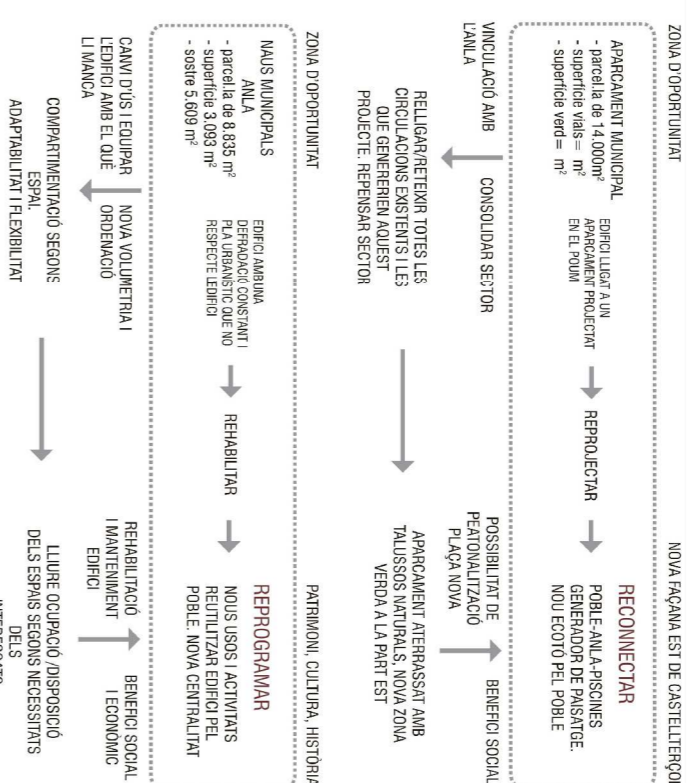 ZONA D'OPORTUNITAT
NOVA FAÇANA EST DE CASTELLTERÇOL
APARCAMENT MUNICIPAL
- parcel.la de 14.000m²
- superfície vials= m²
- superfície verd= m²
EDIFICI LLIGAT A UN
APARCAMENT PROJECTAT
EN EL POUM
REPROJECTAR
RECONNECTAR
POBLE-ANLA-PISCINES
GENERADOR DE PAISATGE.
NOU ECOTÓ PEL POBLE
VINCULACIÓ AMB
L'ANLA
CONSOLIDAR SECTOR
POSSIBILITAT DE
PEATONALITZACIÓ
PLAÇA NOVA
BENEFICI SOCIAL
RELLIGAR/RETEIXIR TOTES LES
CIRCULACIONS EXISTENTS I LES
QUE GENERERIEN AQUEST
PROJECTE. REPENSAR SECTOR
APARCAMENT ATERRASSAT AMB
TALUSSOS NATURALS, NOVA ZONA
VERDA A LA PART EST
ZONA D'OPORTUNITAT
PATRIMONI, CULTURA, HISTÒRIA
NAUS MUNICIPALS
ANLA
- parcel.la de 8.835 m²
- superfície 3.093 m²
- sostre 5.609 m²
EDIFICI AMB UNA
DEFRADACIÓ CONSTANT I
PLA URBANÍSTIC QUE NO
RESPECTE L'EDIFICI
REHABILITAR
REPROGRAMAR
NOUS USOS I ACTIVITATS
REUTILITZAR EDIFICI PEL
POBLE. NOVA CENTRALITAT
CANVI D'ÚS I EQUIPAR
L'EDIFICI AMB EL QUÈ
LI MANCA
NOVA VOLUMETRIA I
ORDENACIÓ
REHABILITACIÓ
I MANTENIMENT
EDIFICI
BENEFICI SOCIAL
I ECONÒMIC
COMPARTIMENTACIÓ SEGONS
ESPAI.
ADAPTABILITAT I FLEXIBILITAT
LLIURE OCUPACIÓ /DISPOSICIÓ
DELS ESPAIS SEGONS NECESSITATS
DELS
INTERESSATS